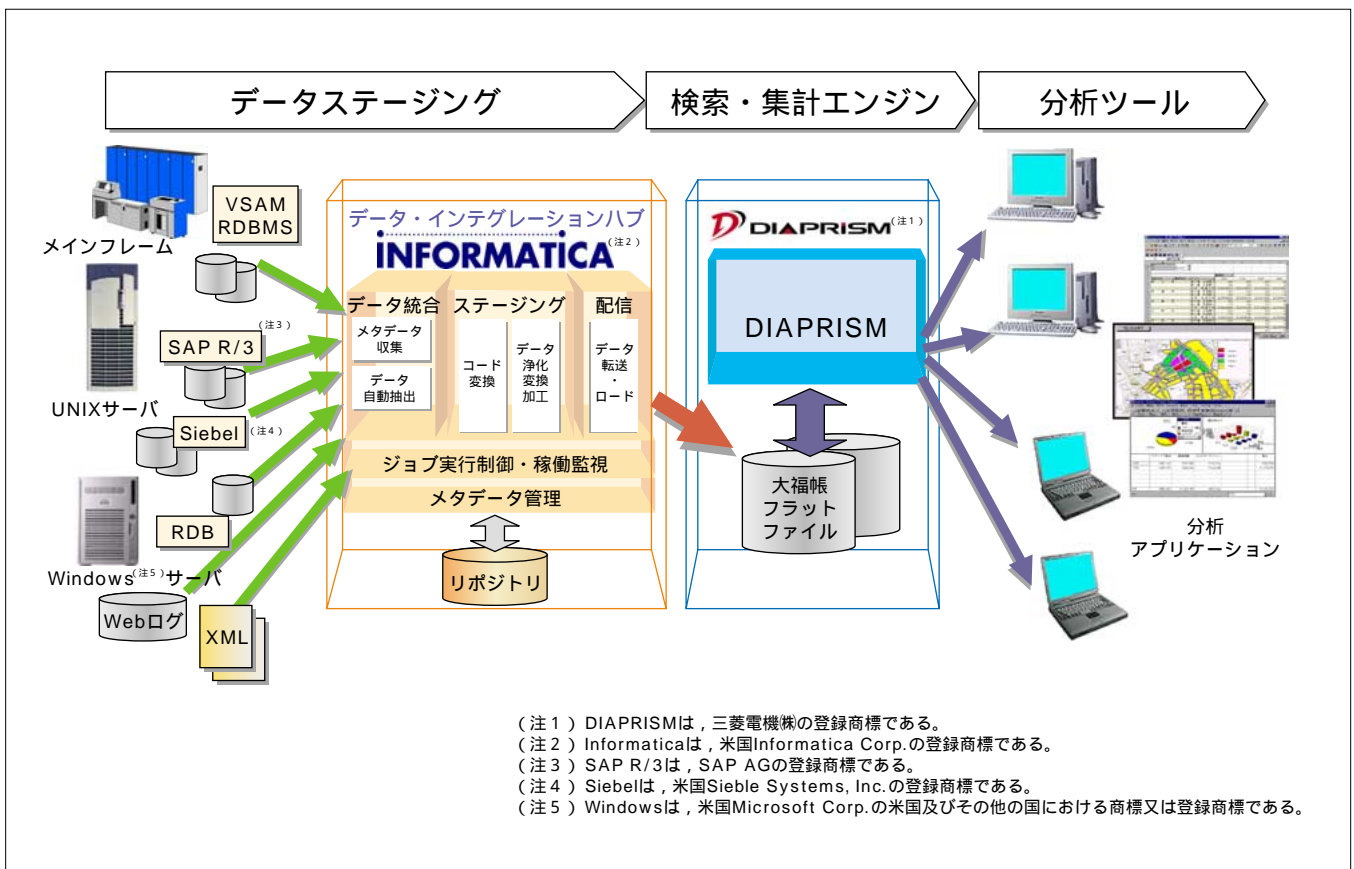 データステージング
検索・集計エンジン
分析ツール
メインフレーム
VSAM
RDBMS
SAP R/3
(注3)
UNIXサーバ
Siebel
(注4)
RDB
Windows(注5)サーバ
Webログ
XML
データ・インテグレーションハブ
INFORMATICA
(注2)
データ統合
ステージング
配信
メタデータ
収集
データ
自動抽出
コード
変換
データ
浄化
変換
加工
データ
転送
・
ロード
ジョブ実行制御・稼働監視
メタデータ管理
リポジトリ
DIAPRISM
(注1)
DIAPRISM
大福帳
フラット
ファイル
分析
アプリケーション
(注1)DIAPRISMは,三菱電機㈱の登録商標である。
(注2)Informaticaは,米国Informatica Corp.の登録商標である。
(注3)SAP R/3は,SAP AGの登録商標である。
(注4)Siebelは,米国Sieble Systems, Inc.の登録商標である。
(注5)Windowsは,米国Microsoft Corp.の米国及びその他の国における商標又は登録商標である。